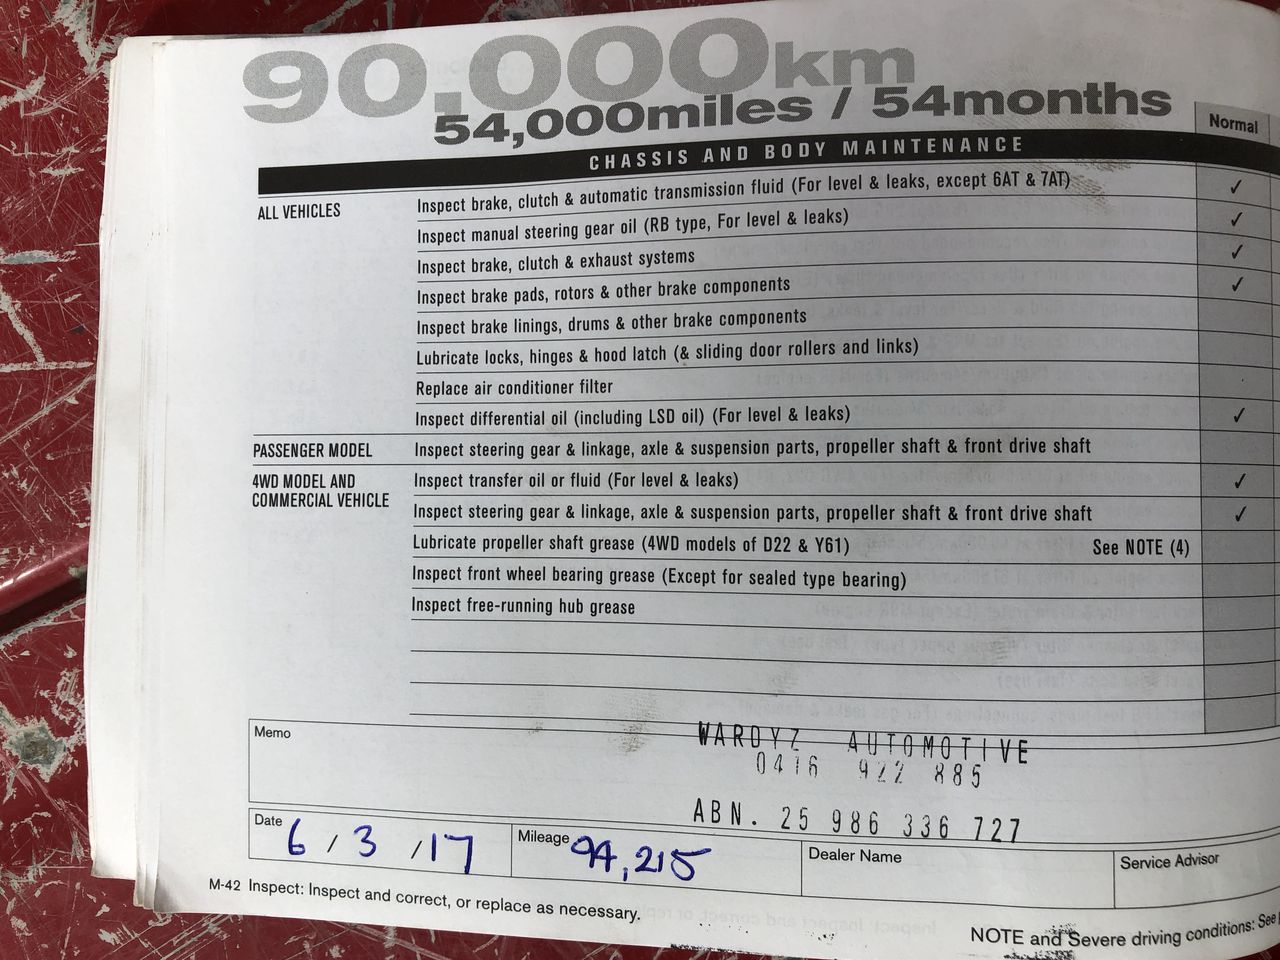 90,000km
54,000miles / 54months
Normal
CHASSIS AND BODY MAINTENANCE
ALL VEHICLES
Inspect brake, clutch & automatic transmission fluid (For level & leaks, except 6AT & 7AT) ✓
Inspect manual steering gear oil (RB type, For level & leaks) ✓
Inspect brake, clutch & exhaust systems ✓
Inspect brake pads, rotors & other brake components ✓
Inspect brake linings, drums & other brake components
Lubricate locks, hinges & hood latch (& sliding door rollers and links)
Replace air conditioner filter
Inspect differential oil (including LSD oil) (For level & leaks) ✓
PASSENGER MODEL Inspect steering gear & linkage, axle & suspension parts, propeller shaft & front drive shaft
4WD MODEL AND
COMMERCIAL VEHICLE
Inspect transfer oil or fluid (For level & leaks) ✓
Inspect steering gear & linkage, axle & suspension parts, propeller shaft & front drive shaft ✓
Lubricate propeller shaft grease (4WD models of D22 & Y61) See NOTE (4)
Inspect front wheel bearing grease (Except for sealed type bearing)
Inspect free-running hub grease
Memo
WARDYZ AUTOMOTIVE
0416 922 885
ABN. 25 986 336 727
Date 6/3/17 Mileage 94,215 Dealer Name Service Advisor
M-42 Inspect: Inspect and correct, or replace as necessary.
NOTE and Severe driving conditions: See